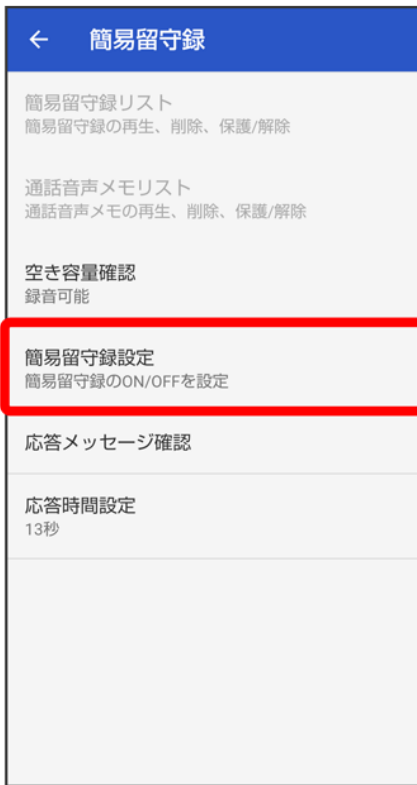 簡易留守録
簡易留守録リスト
簡易留守録の再生、削除、保護/解除
通話音声メモリスト
通話音声メモの再生、削除、保護/解除
空き容量確認
録音可能
簡易留守録設定
簡易留守録のON/OFFを設定
応答メッセージ確認
応答時間設定
13秒